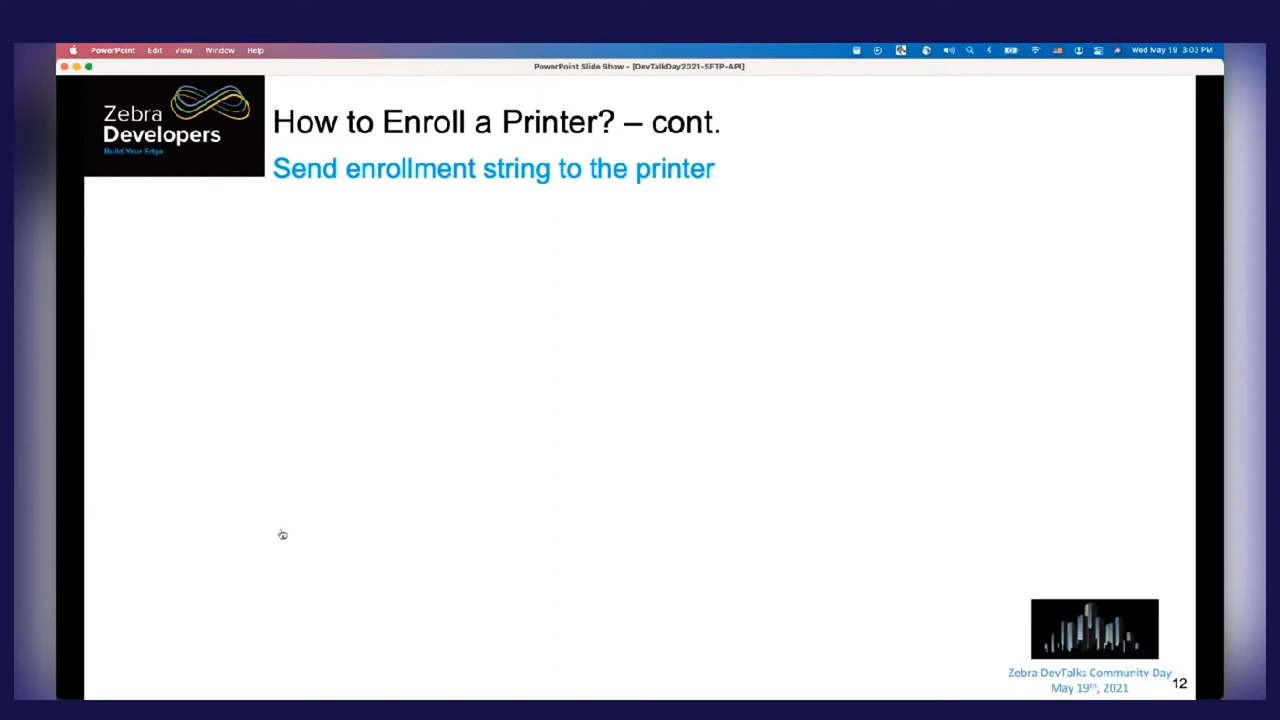 PowerPoint Edit View Window Help Wed May 19 3:03 PM
PowerPoint Slide Show - [DevTalkDay2021-SFTP-API]
Zebra
Developers
Build Your Edge
How to Enroll a Printer? – cont.
Send enrollment string to the printer
Zebra DevTalks Community Day
May 19th, 2021
12